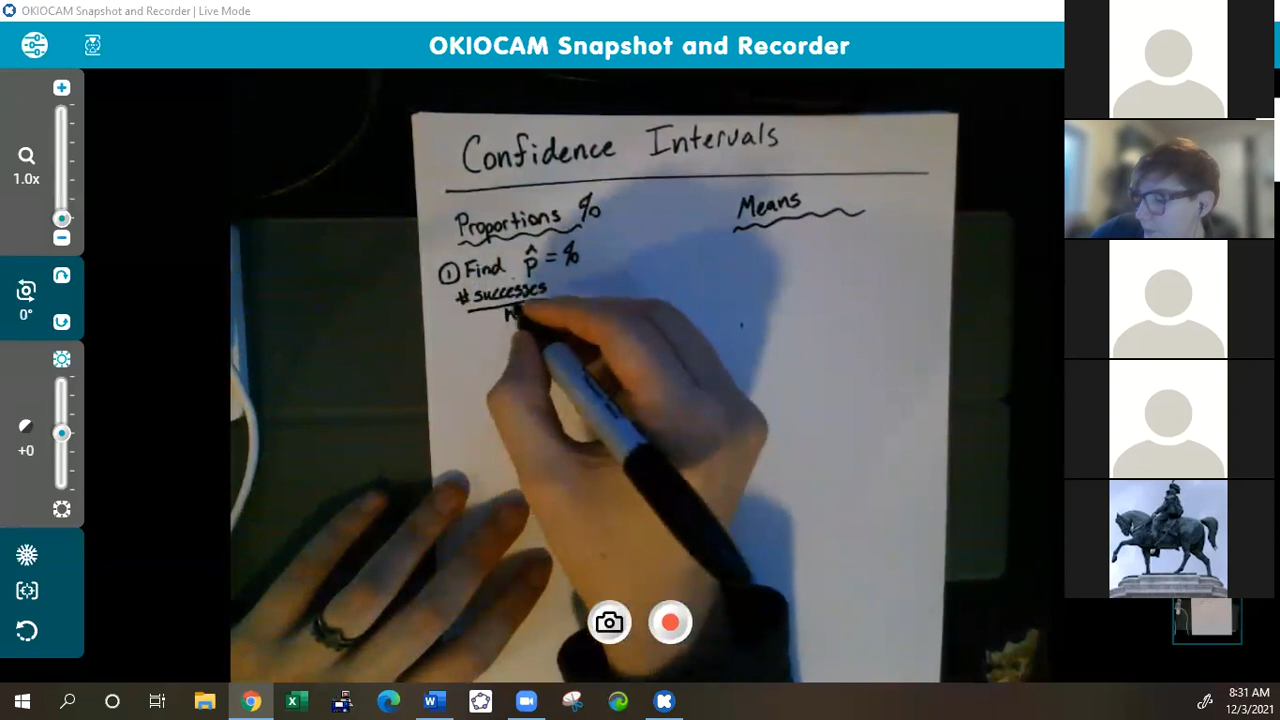 OKIOCAM Snapshot and Recorder | Live Mode
OKIOCAM Snapshot and Recorder
1.0x
0°
+0
Confidence Intervals
Proportions %
Means
① Find p̂ = %
# successes
8:31 AM
12/3/2021